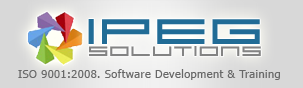 IPEG
SOLUTIONS
ISO 9001:2008. Software Development & Training